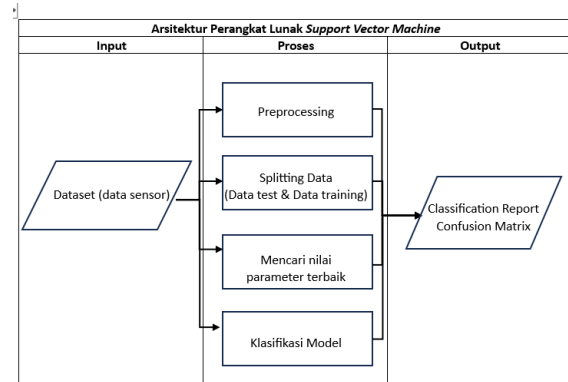 Arsitektur Perangkat Lunak Support Vector Machine
Input
Proses
Output
Dataset (data sensor)
Preprocessing
Splitting Data
(Data test & Data training)
Mencari nilai
parameter terbaik
Klasifikasi Model
Classification Report
Confusion Matrix